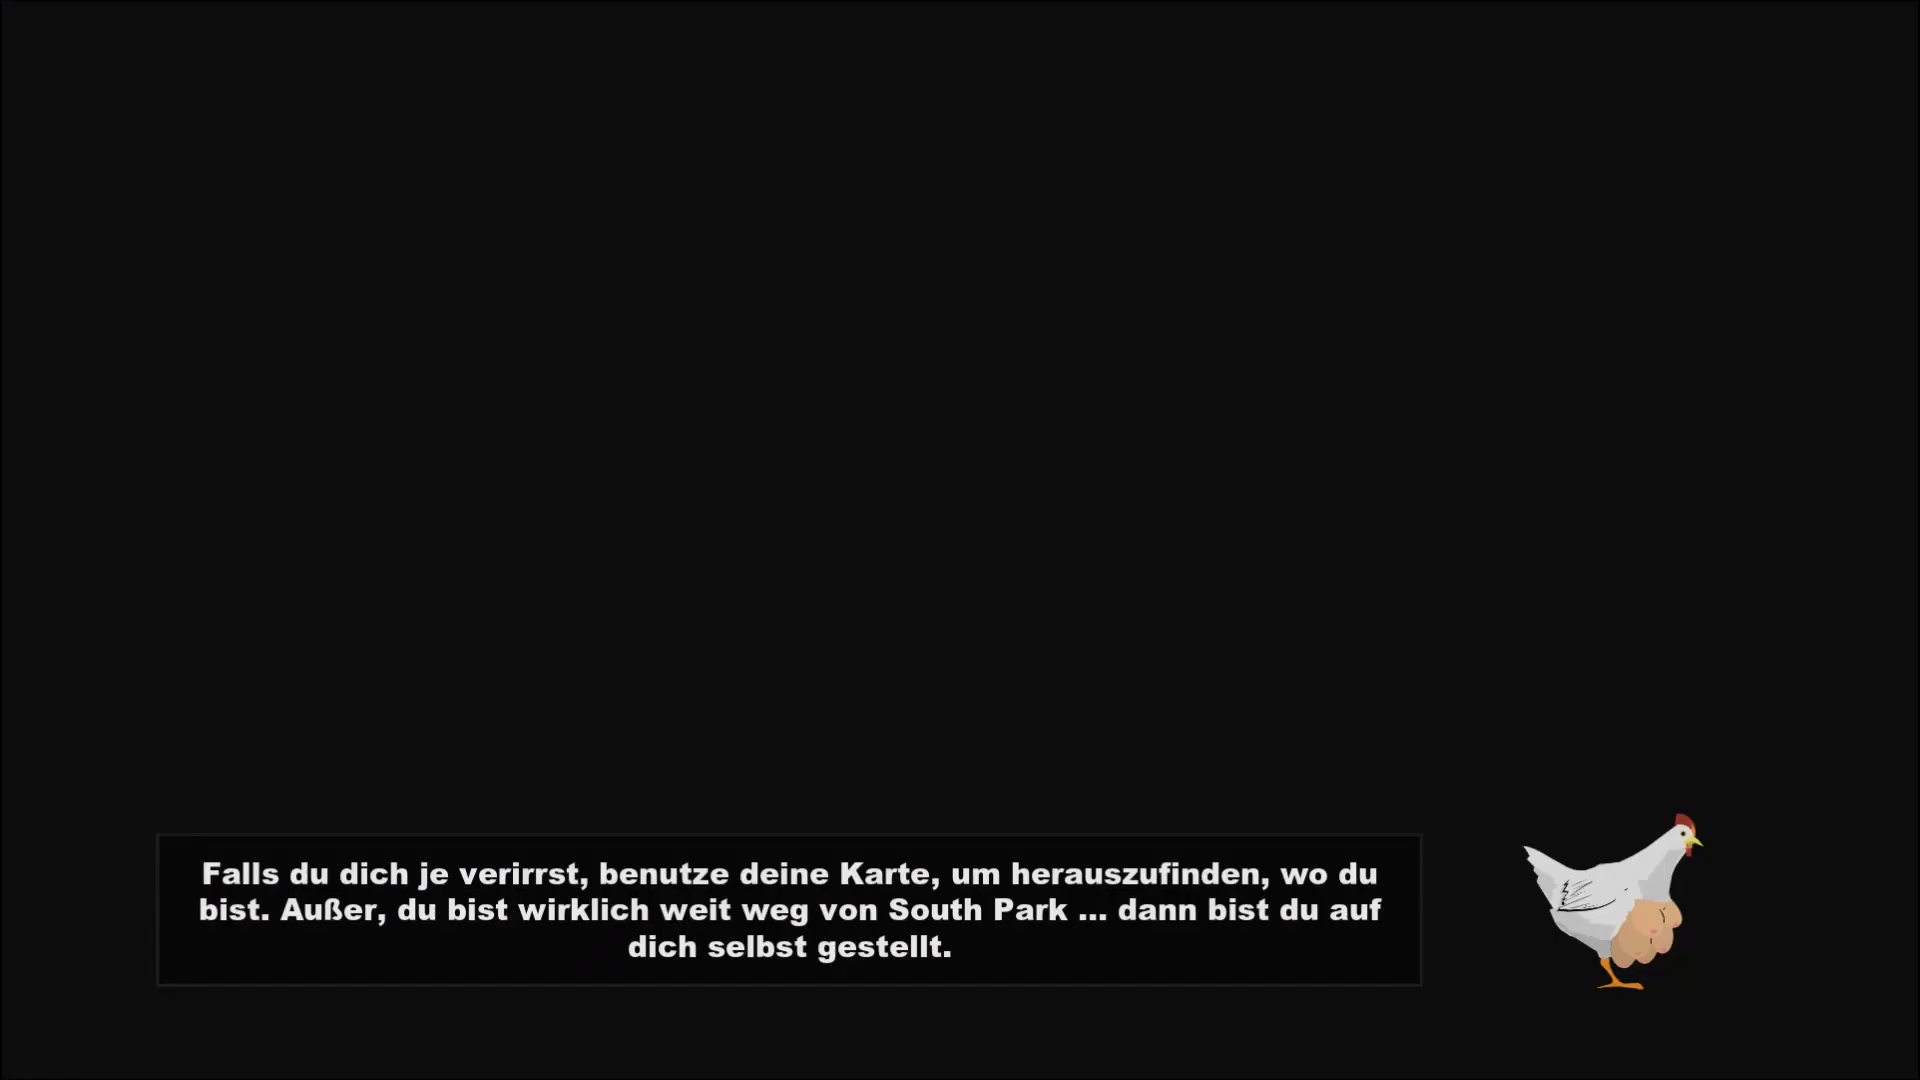 Falls du dich je verirrst, benutze deine Karte, um herauszufinden, wo du
bist. Außer, du bist wirklich weit weg von South Park ... dann bist du auf
dich selbst gestellt.